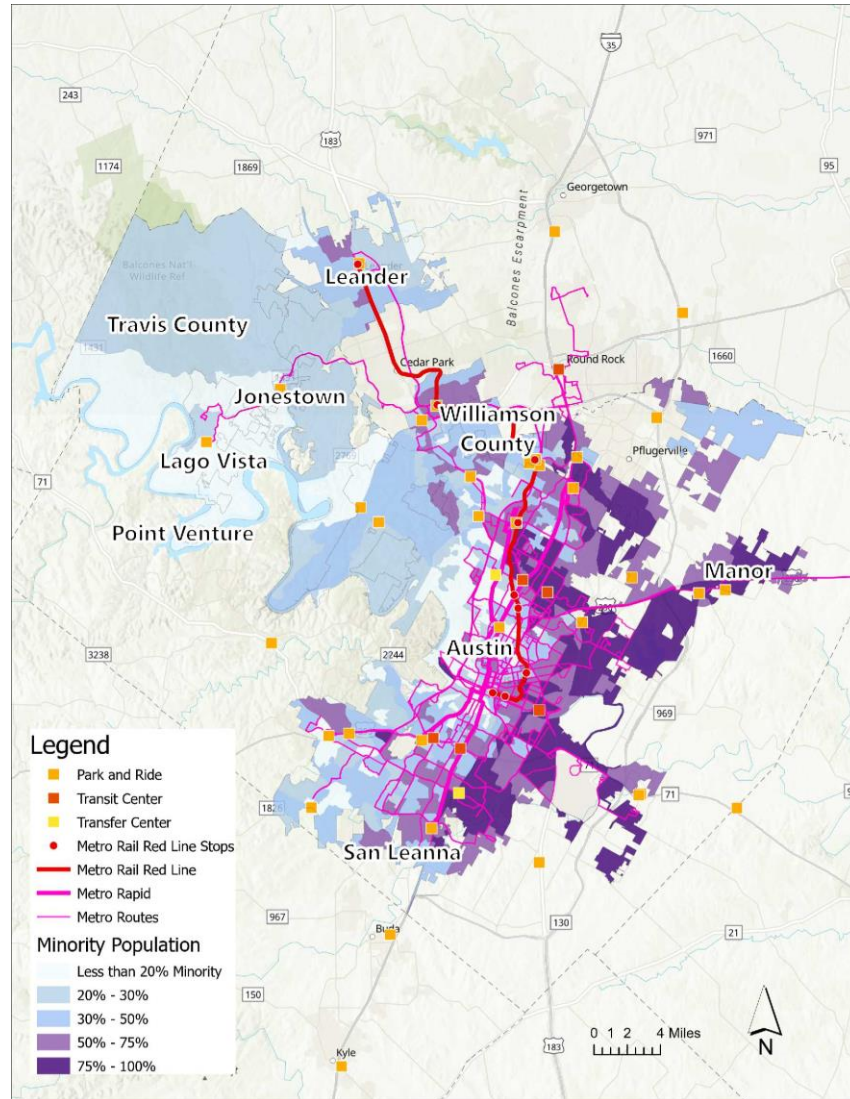 35
243
183
971
1174
1869
95
Georgetown
Balcones Escarpment
Balcones Nat'l
Wildlife Ref
Leander
Travis County
Cedar Park
Round Rock
1660
1431
Jonestown
Williamson
County
Pflugerville
Lago Vista
71
2769
Point Venture
Manor
290
2244
Austin
3238
969
Legend
Park and Ride
Transit Center
Transfer Center
Metro Rail Red Line Stops
Metro Rail Red Line
Metro Rapid
Metro Routes
1826
71
San Leanna
967
130
Buda
21
Minority Population
Less than 20% Minority
20% - 30%
30% - 50%
50% - 75%
75% - 100%
150
0 1 2 4 Miles
N
183
Kyle